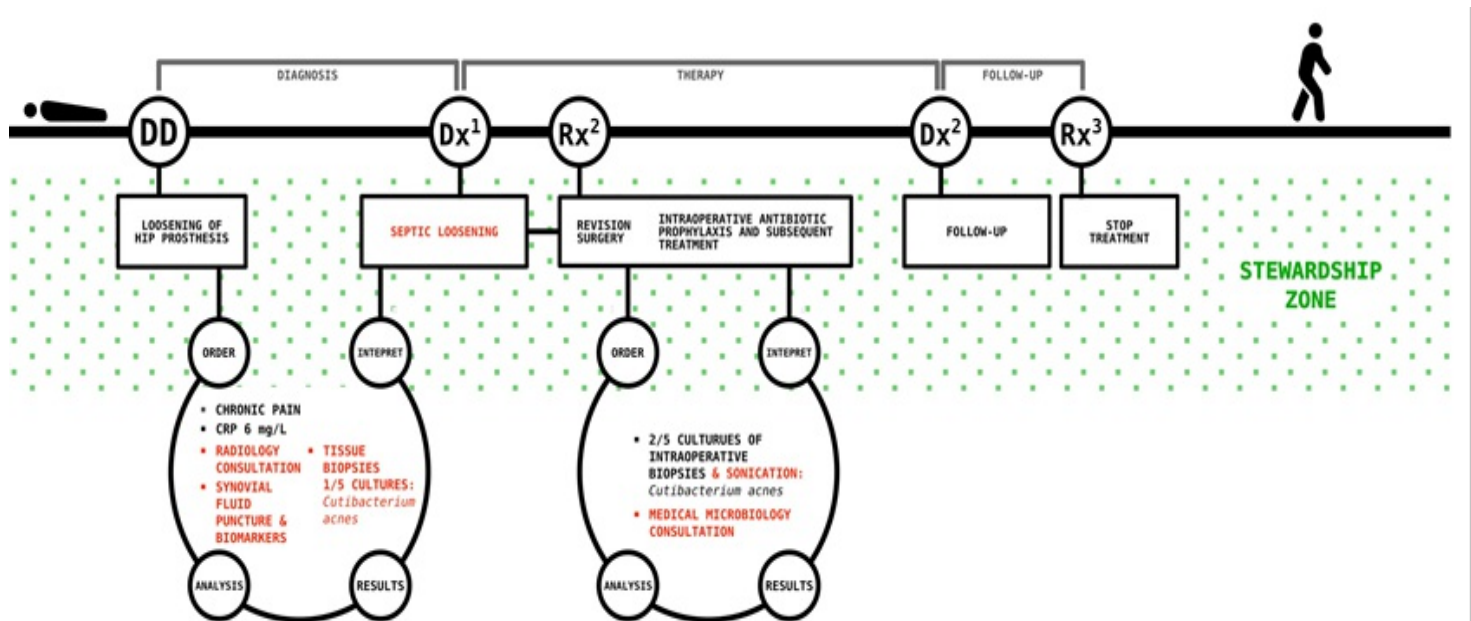 DIAGNOSIS
THERAPY
FOLLOW-UP
DD
Dx¹
Rx²
Dx²
Rx³
LOOSENING OF
HIP PROSTHESIS
SEPTIC LOOSENING
REVISION
SURGERY
INTRAOPERATIVE ANTIBIOTIC
PROPHYLAXIS AND SUBSEQUENT
TREATMENT
FOLLOW-UP
STOP
TREATMENT
STEWARDSHIP
ZONE
ORDER
INTEPRET
• CHRONIC PAIN
• CRP 6 mg/L
• RADIOLOGY
CONSULTATION
• SYNOVIAL
FLUID
PUNCTURE &
BIOMARKERS
• TISSUE
BIOPSIES
1/5 CULTURES:
Cutibacterium
acnes
ANALYSIS
RESULTS
ORDER
INTEPRET
• 2/5 CULTURUES OF
INTRAOPERATIVE
BIOPSIES & SONICATION:
Cutibacterium acnes
• MEDICAL MICROBIOLOGY
CONSULTATION
ANALYSIS
RESULTS